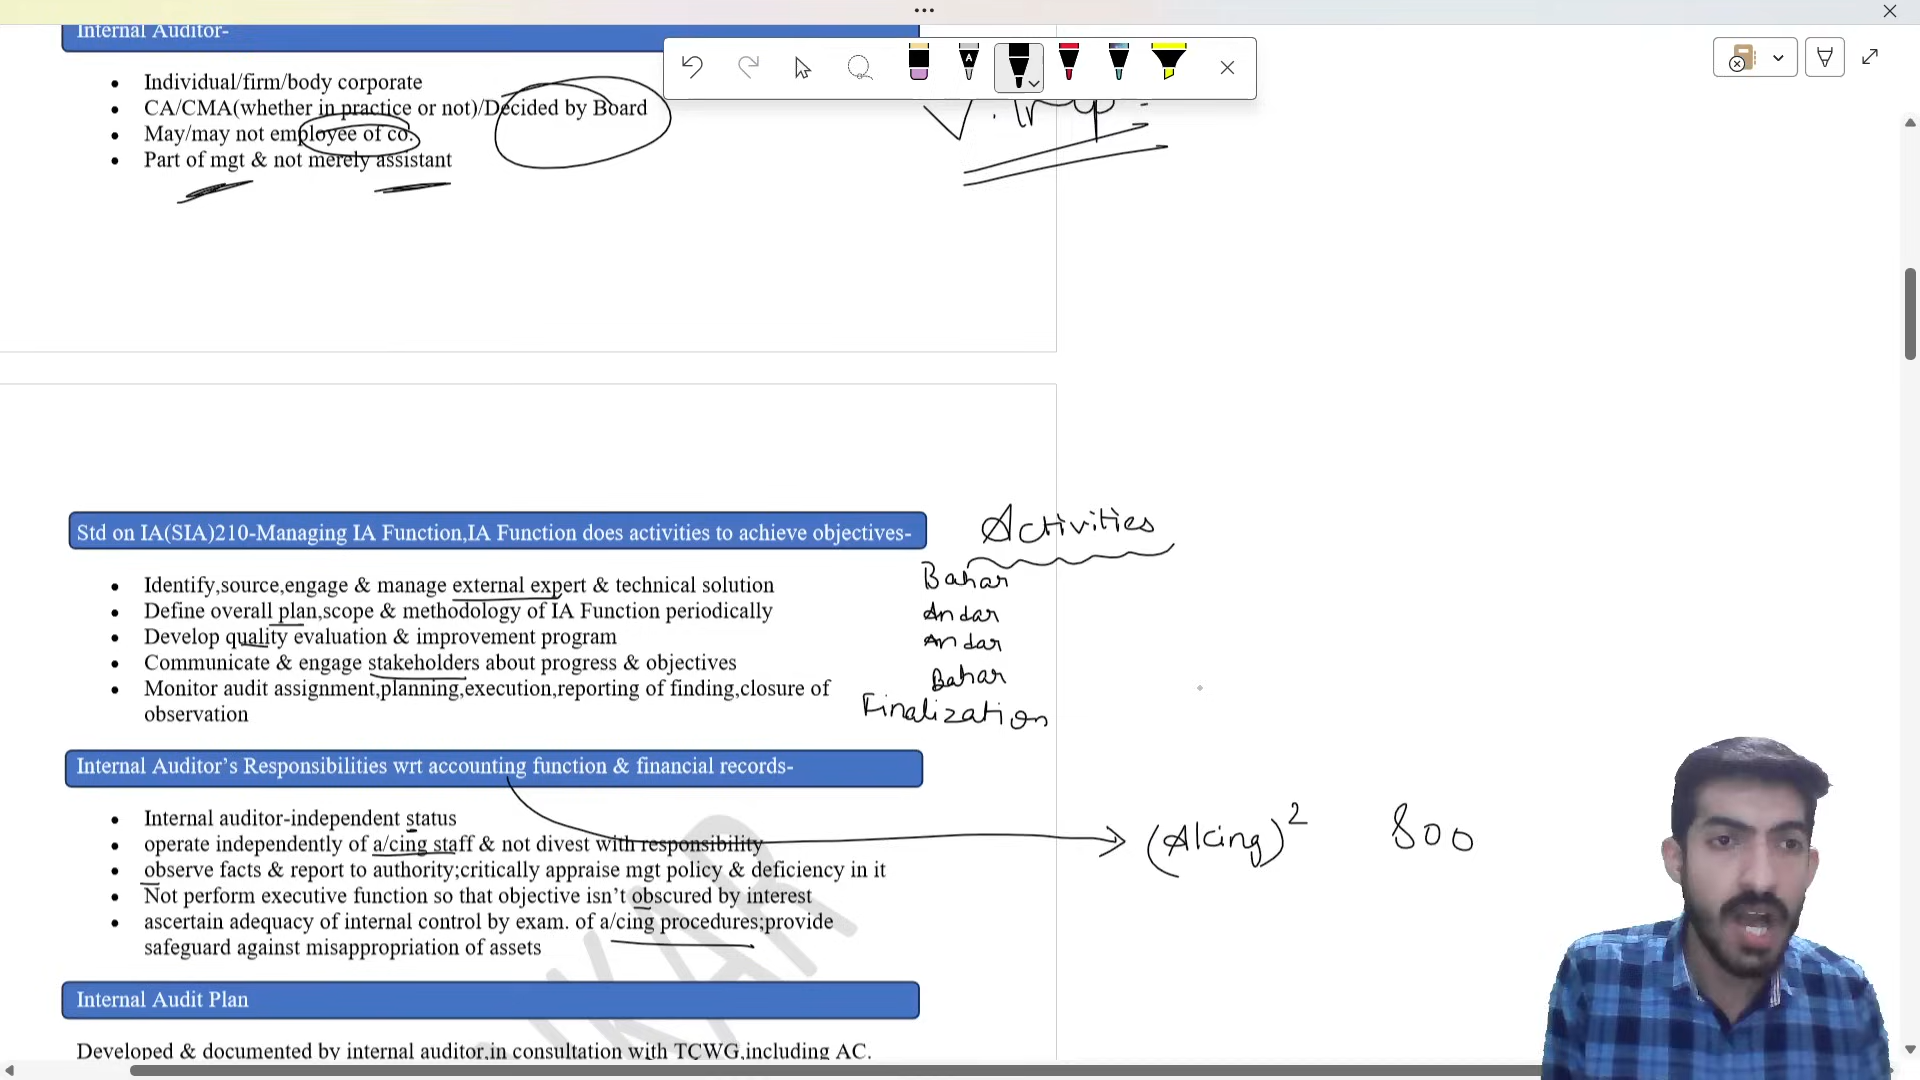 Internal Auditor-
Individual/firm/body corporate
CA/CMA(whether in practice or not)/Decided by Board
May/may not employee of co.
Part of mgt & not merely assistant
V. Imp
Std on IA(SIA)210-Managing IA Function,IA Function does activities to achieve objectives-
Activities
Identify,source,engage & manage external expert & technical solution
Bahar
Define overall plan,scope & methodology of IA Function periodically
Andar
Develop quality evaluation & improvement program
Andar
Communicate & engage stakeholders about progress & objectives
Bahar
Monitor audit assignment,planning,execution,reporting of finding,closure of
observation
Finalization
Internal Auditor's Responsibilities wrt accounting function & financial records-
Internal auditor-independent status
operate independently of a/cing staff & not divest with responsibility
(A/cing)² 800
observe facts & report to authority;critically appraise mgt policy & deficiency in it
Not perform executive function so that objective isn't obscured by interest
ascertain adequacy of internal control by exam. of a/cing procedures;provide
safeguard against misappropriation of assets
Internal Audit Plan
Developed & documented by internal auditor,in consultation with TCWG,including AC.